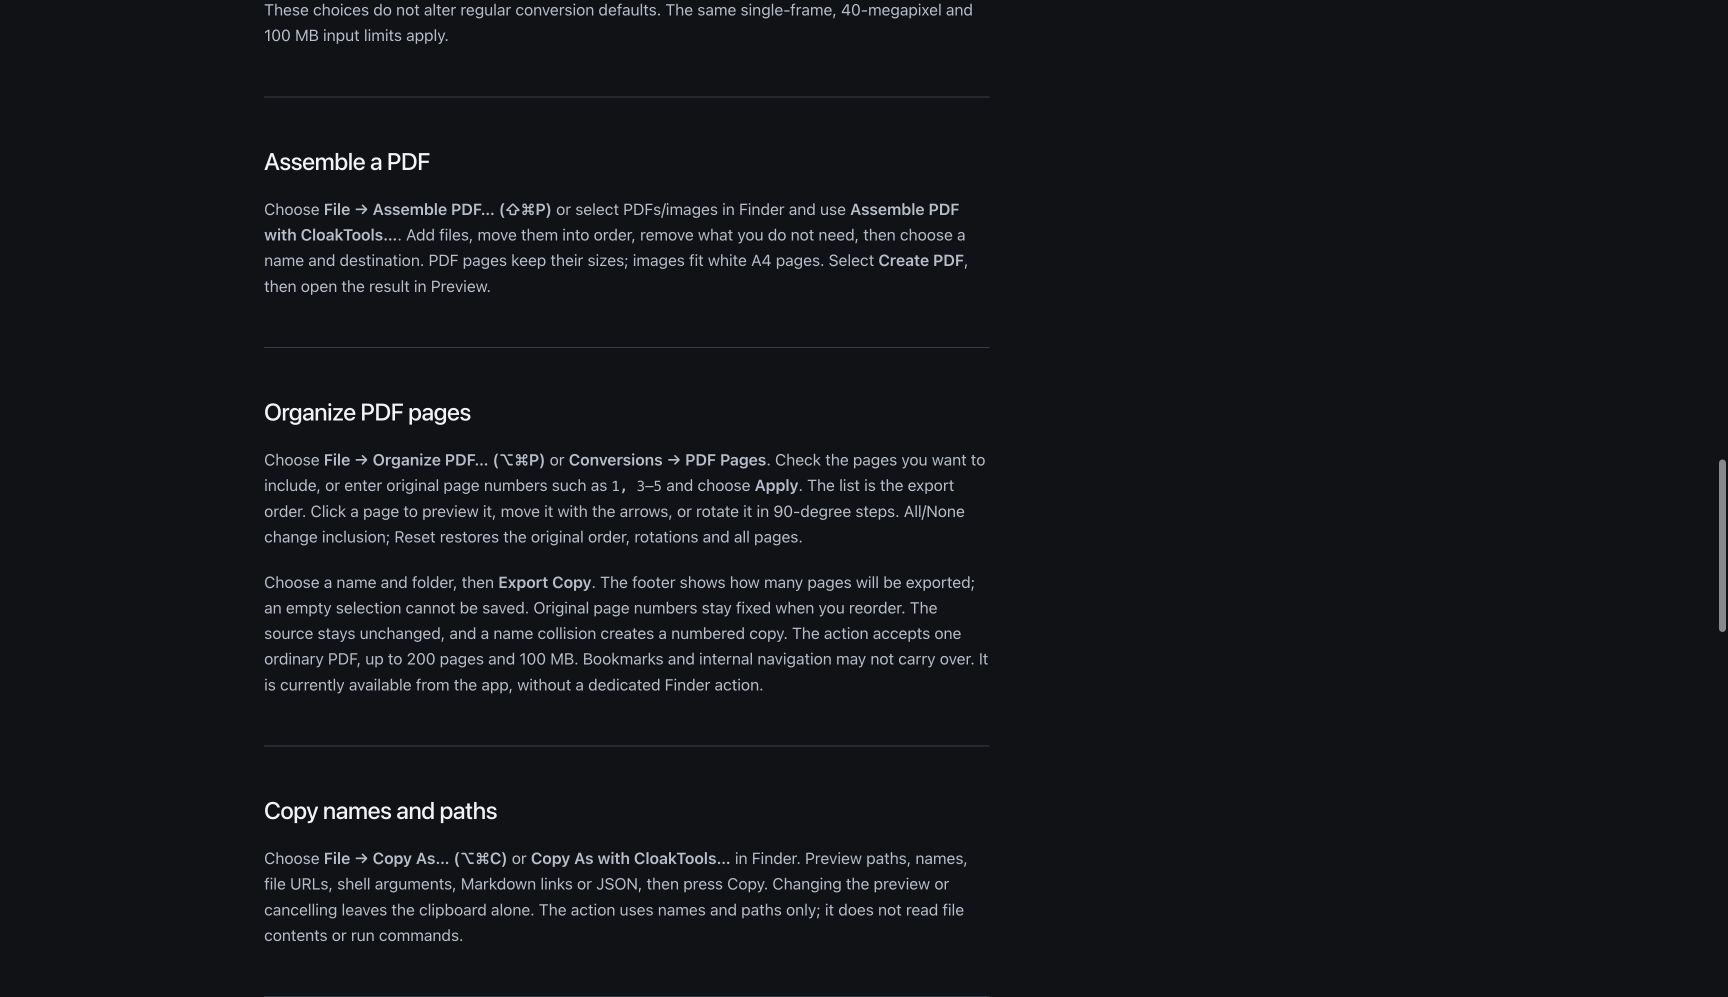 These choices do not alter regular conversion defaults. The same single-frame, 40-megapixel and
100 MB input limits apply.
Assemble a PDF
Choose File → Assemble PDF... (⇧⌘P) or select PDFs/images in Finder and use Assemble PDF
with CloakTools.... Add files, move them into order, remove what you do not need, then choose a
name and destination. PDF pages keep their sizes; images fit white A4 pages. Select Create PDF,
then open the result in Preview.
Organize PDF pages
Choose File → Organize PDF... (⌥⌘P) or Conversions → PDF Pages. Check the pages you want to
include, or enter original page numbers such as 1, 3–5 and choose Apply. The list is the export
order. Click a page to preview it, move it with the arrows, or rotate it in 90-degree steps. All/None
change inclusion; Reset restores the original order, rotations and all pages.
Choose a name and folder, then Export Copy. The footer shows how many pages will be exported;
an empty selection cannot be saved. Original page numbers stay fixed when you reorder. The
source stays unchanged, and a name collision creates a numbered copy. The action accepts one
ordinary PDF, up to 200 pages and 100 MB. Bookmarks and internal navigation may not carry over. It
is currently available from the app, without a dedicated Finder action.
Copy names and paths
Choose File → Copy As... (⌥⌘C) or Copy As with CloakTools... in Finder. Preview paths, names,
file URLs, shell arguments, Markdown links or JSON, then press Copy. Changing the preview or
cancelling leaves the clipboard alone. The action uses names and paths only; it does not read file
contents or run commands.